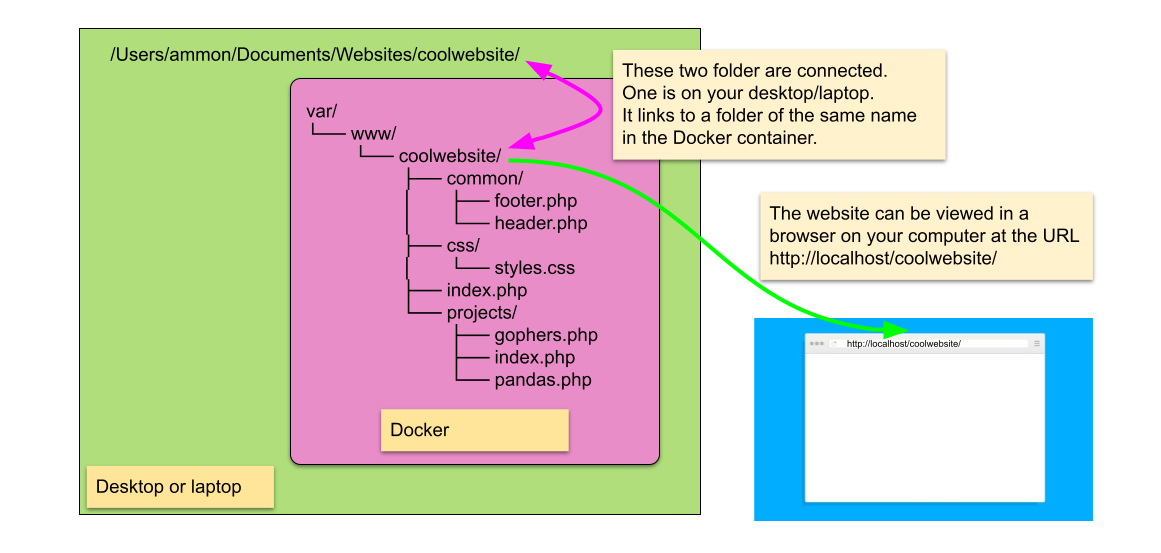 /Users/ammon/Documents/Websites/coolwebsite/
These two folder are connected.
One is on your desktop/laptop.
It links to a folder of the same name
in the Docker container.
var/
www/
coolwebsite/
common/
footer.php
header.php
css/
styles.css
index.php
projects/
gophers.php
index.php
pandas.php
Docker
Desktop or laptop
The website can be viewed in a
browser on your computer at the URL
http://localhost/coolwebsite/
http://localhost/coolwebsite/